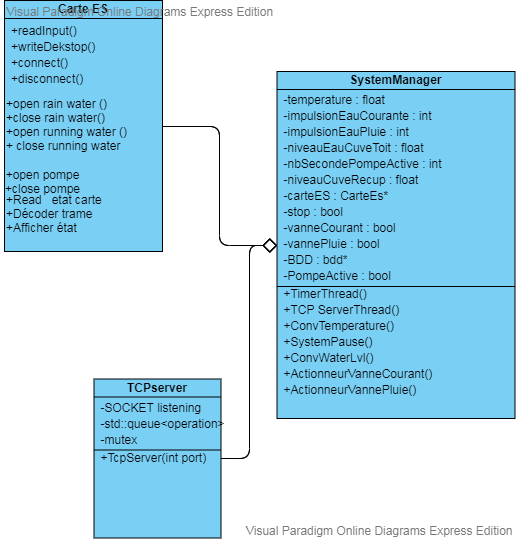 Visual Paradigm Online Diagrams Express Edition
Carte ES
+readInput()
+writeDekstop()
+connect()
+disconnect()
+open rain water ()
+close rain water()
+open running water ()
+ close running water
+open pompe
+close pompe
+Read etat carte
+Décoder trame
+Afficher état
SystemManager
-temperature : float
-impulsionEauCourante : int
-impulsionEauPluie : int
-niveauEauCuveToit : float
-nbSecondePompeActive : int
-niveauCuveRecup : float
-carteES : CarteEs*
-stop : bool
-vanneCourant : bool
-vannePluie : bool
-BDD : bdd*
-PompeActive : bool
+TimerThread()
+TCP ServerThread()
+ConvTemperature()
+SystemPause()
+ConvWaterLvl()
+ActionneurVanneCourant()
+ActionneurVannePluie()
TCPserver
-SOCKET listening
-std::queue<operation>
-mutex
+TcpServer(int port)
Visual Paradigm Online Diagrams Express Edition